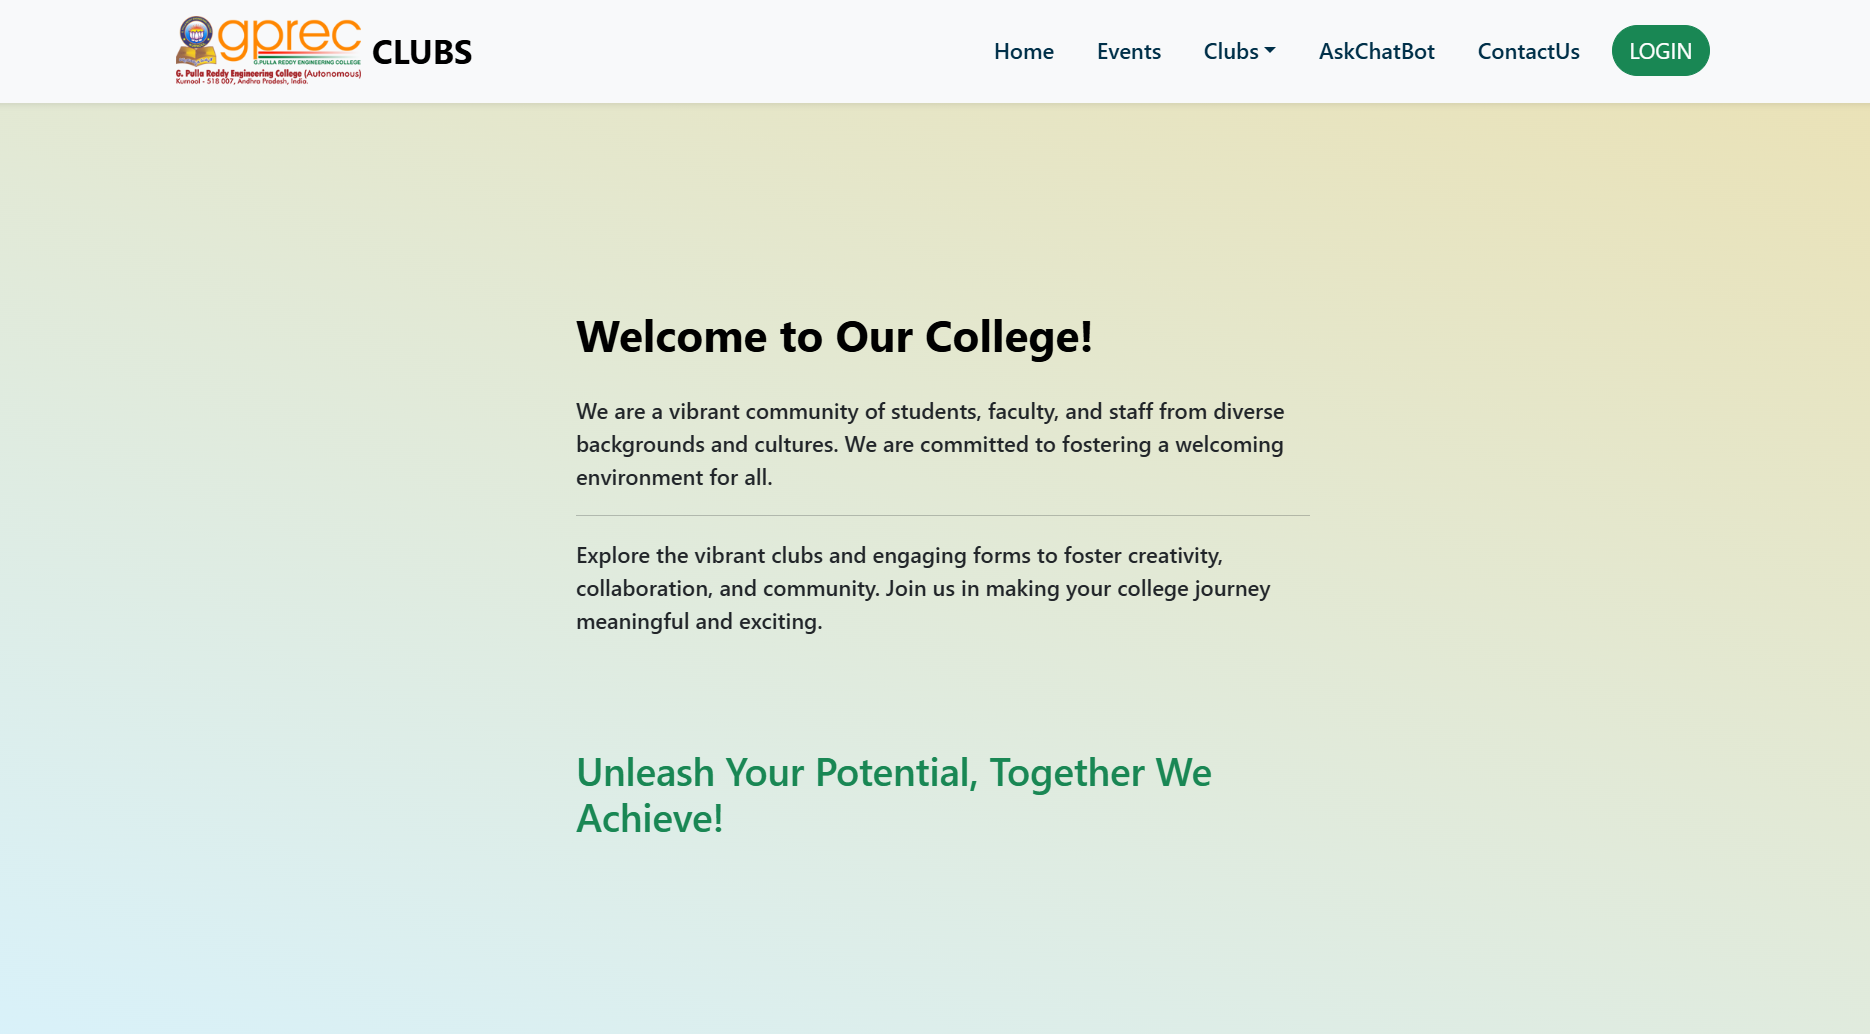 gprec
G.PULLA REDDY ENGINEERING COLLEGE
G. Pulla Reddy Engineering College (Autonomous)
Kurnool - 518 007, Andhra Pradesh, India.
CLUBS
Home
Events
Clubs
AskChatBot
ContactUs
LOGIN
Welcome to Our College!
We are a vibrant community of students, faculty, and staff from diverse
backgrounds and cultures. We are committed to fostering a welcoming
environment for all.
Explore the vibrant clubs and engaging forms to foster creativity,
collaboration, and community. Join us in making your college journey
meaningful and exciting.
Unleash Your Potential, Together We
Achieve!